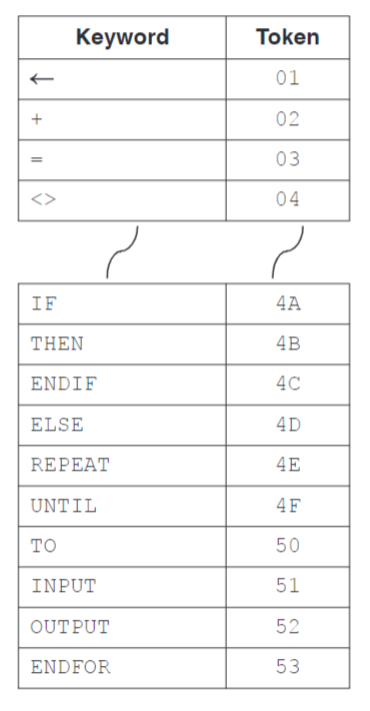 Keyword Token
← 01
+ 02
= 03
<> 04
IF 4A
THEN 4B
ENDIF 4C
ELSE 4D
REPEAT 4E
UNTIL 4F
TO 50
INPUT 51
OUTPUT 52
ENDFOR 53